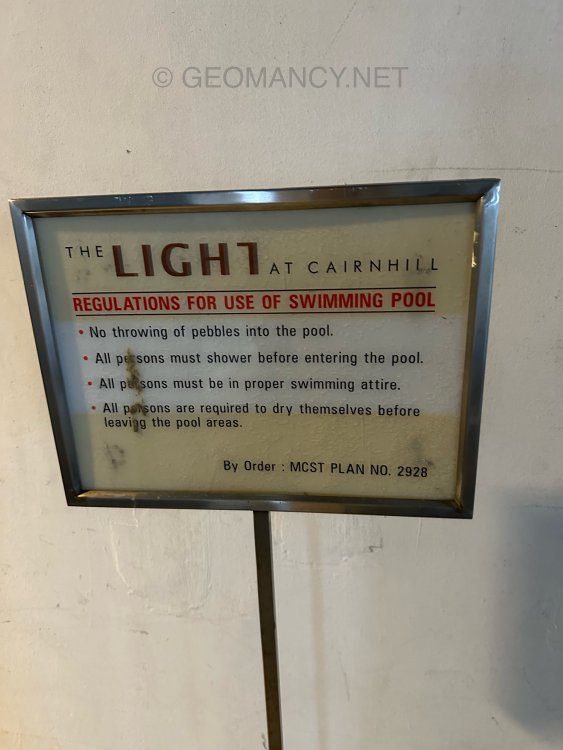 © GEOMANCY.NET
THE LIGHT AT CAIRNHILL
REGULATIONS FOR USE OF SWIMMING POOL
• No throwing of pebbles into the pool.
• All persons must shower before entering the pool.
• All persons must be in proper swimming attire.
• All persons are required to dry themselves before
leaving the pool areas.
By Order : MCST PLAN NO. 2928